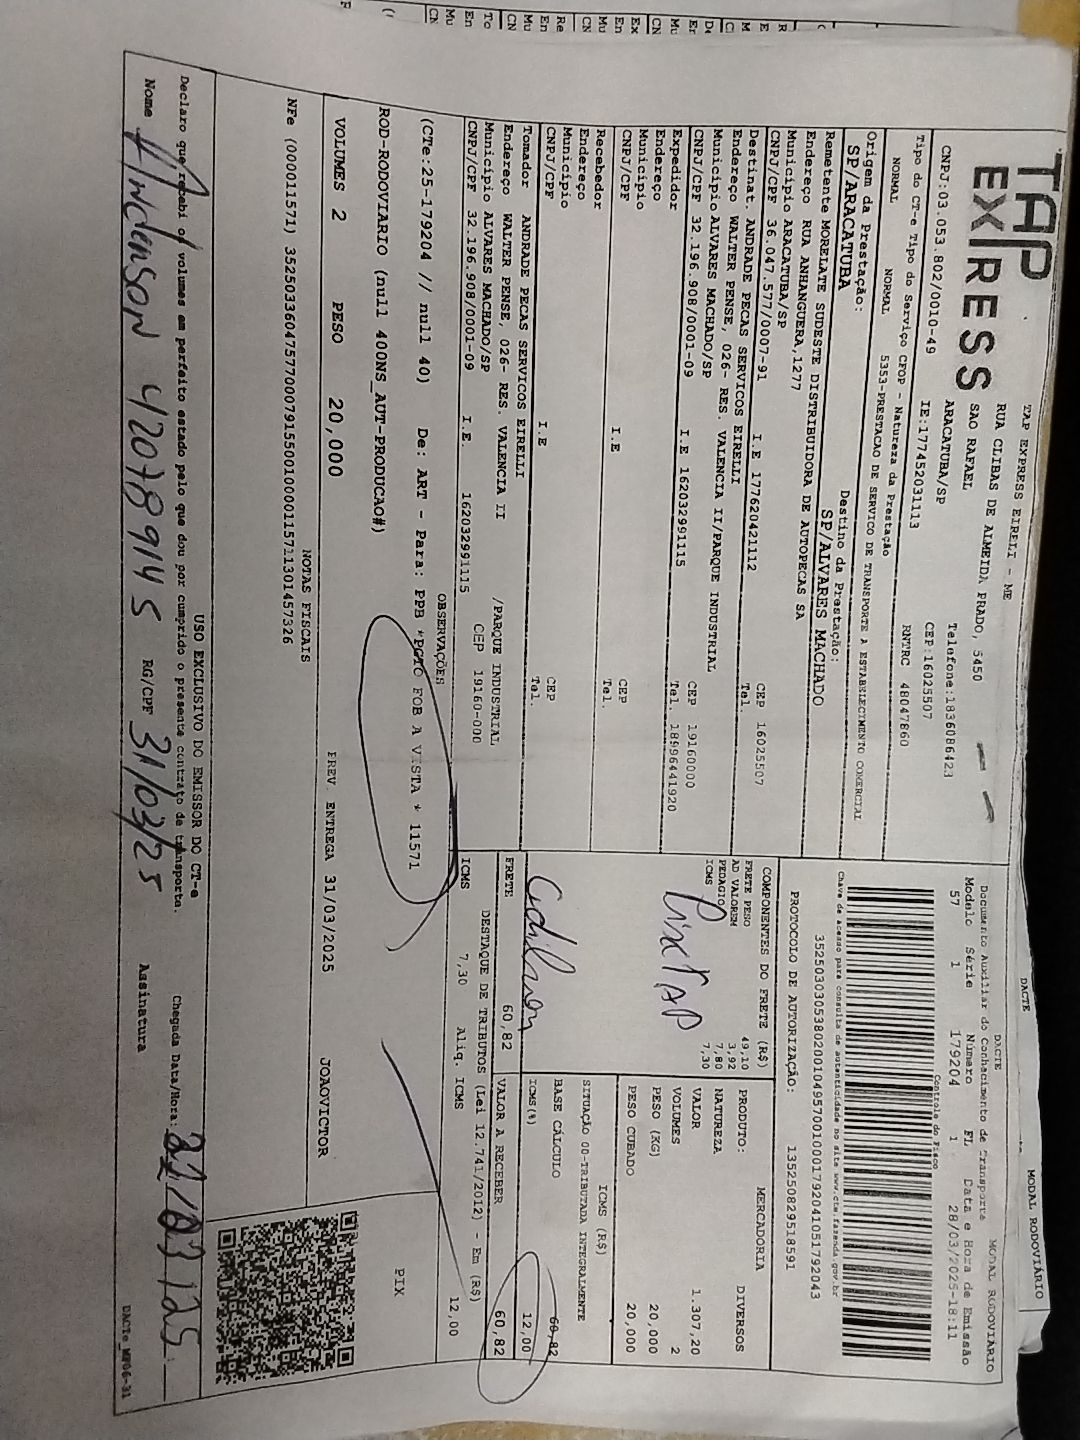 DACTE
MODAL RODOVIÁRIO
TAP
EXPRESS
TAP EXPRESS EIRELI - ME
RUA CLIBAS DE ALMEIDA PRADO, 5450
SAO RAFAEL
Telefone:1836086423
ARACATUBA/SP
CEP:16025507
CNPJ:03.053.802/0010-49
IE:177452031113
RNTRC 48047860
Tipo do CT-e Tipo do Serviço CFOP - Natureza da Prestação
NORMAL NORMAL 5353-PRESTACAO DE SERVICO DE TRANSPORTE A ESTABELECIMENTO COMERCIAL
Origem da Prestação: Destino da Prestação:
SP/ARACATUBA SP/ALVARES MACHADO
DACTE MODAL RODOVIÁRIO
Documento Auxiliar do Conhecimento de Transporte
Modelo Série Número FL Data e Hora de Emissão
57 1 179204 1 28/03/2025-18:11
Controle do Fisco
Chave de acesso para consulta de autenticidade no site www.cte.fazenda.gov.br
35250303053802001049570010001792041051792043
PROTOCOLO DE AUTORIZAÇÃO: 135250829518591
Remetente MORELATE SUDESTE DISTRIBUIDORA DE AUTOPECAS SA
Endereço RUA ANHANGUERA,1277
Município ARACATUBA/SP CEP 16025507
CNPJ/CPF 36.047.577/0007-91 I.E 177620421112 Tel.
Destinat. ANDRADE PECAS SERVICOS EIRELLI
Endereço WALTER PENSE, 026- RES. VALENCIA II/PARQUE INDUSTRIAL
Município ALVARES MACHADO/SP CEP 19160000
CNPJ/CPF 32.196.908/0001-09 I.E 162032991115 Tel. 18996441920
Expedidor
Endereço
Município CEP
CNPJ/CPF I.E Tel.
Recebedor
Endereço
Município CEP
CNPJ/CPF I.E Tel.
Tomador ANDRADE PECAS SERVICOS EIRELLI
Endereço WALTER PENSE, 026- RES. VALENCIA II /PARQUE INDUSTRIAL
Município ALVARES MACHADO/SP CEP 19160-000
CNPJ/CPF 32.196.908/0001-09 I.E. 162032991115
COMPONENTES DO FRETE (R$)
FRETE PESO 49,10
AD VALOREM 3,92
PEDAGIO 7,80
ICMS 7,30
Pix TAP
FRETE 60,82
MERCADORIA
PRODUTO: DIVERSOS
NATUREZA
VALOR 1.307,20
VOLUMES 2
PESO (KG) 20,000
PESO CUBADO 20,000
ICMS (R$)
SITUAÇÃO 00-TRIBUTADA INTEGRALMENTE
BASE CÁLCULO 60,82
ICMS(%) 12,00
VALOR A RECEBER 60,82
DESTAQUE DE TRIBUTOS (Lei 12.741/2012) - Em (R$)
ICMS 7,30 Aliq. ICMS 12,00
OBSERVAÇÕES
(CTe:25-179204 // null 40) De: ART - Para: PPB *PGTO FOB A VISTA * 11571
ROD-RODOVIARIO (null 400NS_AUT-PRODUCAO#)
PIX
VOLUMES 2 PESO 20,000 PREV. ENTREGA 31/03/2025 JOAOVICTOR
NOTAS FISCAIS
NFe (000011571) 35250336047577000791550010000115711301457326
USO EXCLUSIVO DO EMISSOR DO CT-e
Declaro que recebi os volumes em perfeito estado pelo que dou por cumprido o presente contrato de transporte.
Chegada Data/Hora: 31/03/25
Nome RG/CPF 31/03/25 Assinatura
DACTe_MP06-31